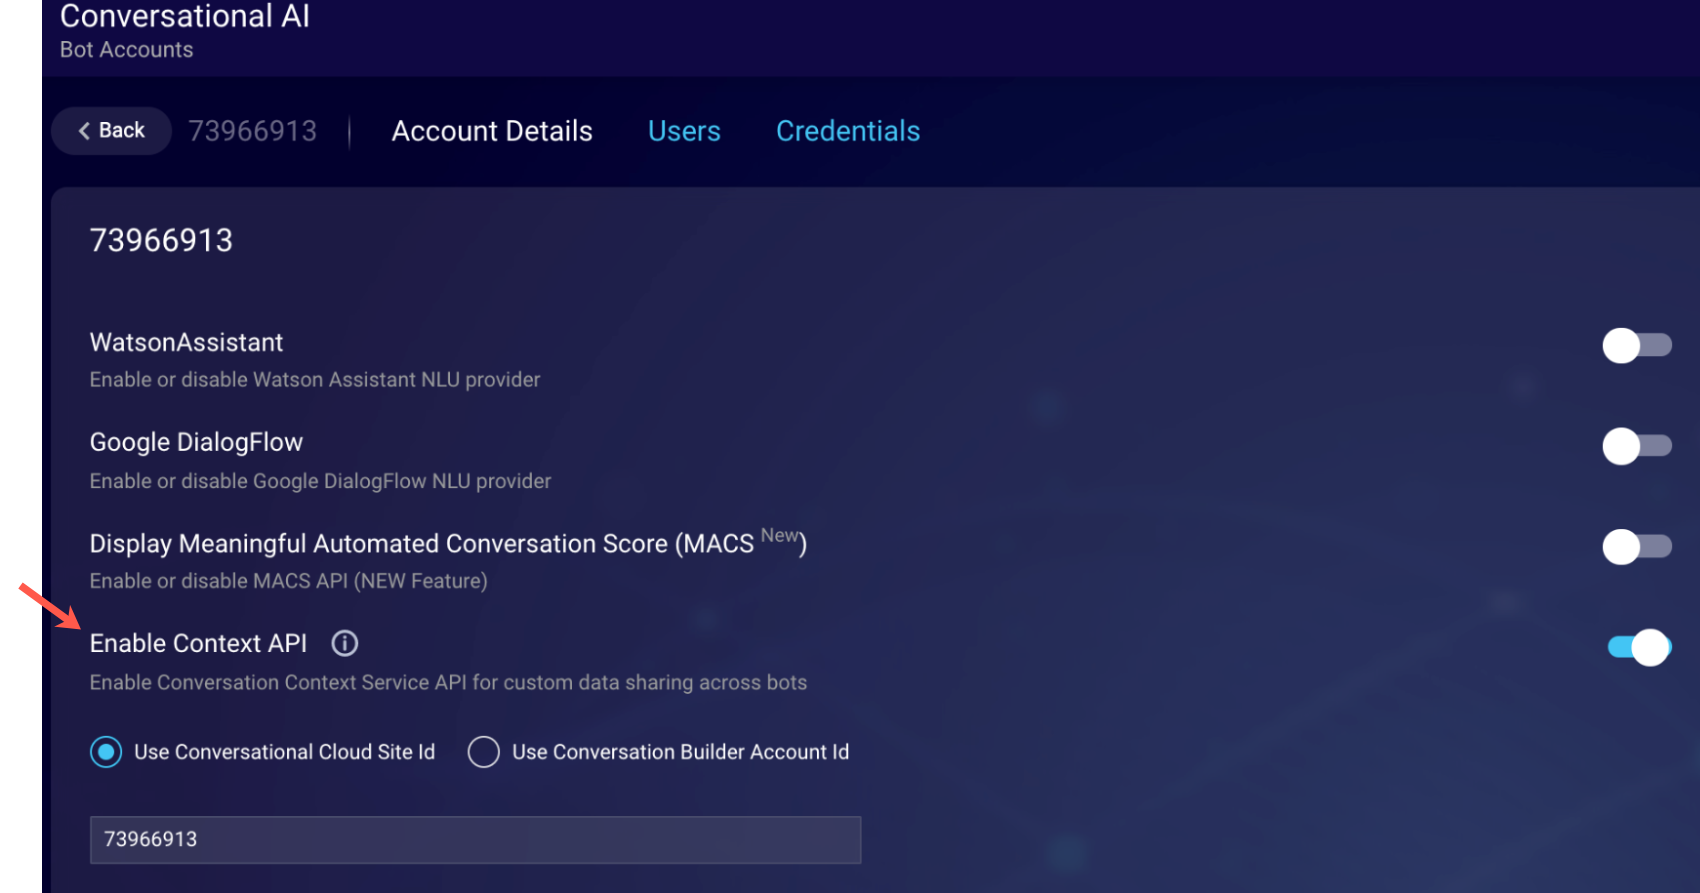 Conversational AI
Bot Accounts
Back 73966913 Account Details Users Credentials
73966913
WatsonAssistant
Enable or disable Watson Assistant NLU provider
Google DialogFlow
Enable or disable Google DialogFlow NLU provider
Display Meaningful Automated Conversation Score (MACS New)
Enable or disable MACS API (NEW Feature)
Enable Context API
Enable Conversation Context Service API for custom data sharing across bots
Use Conversational Cloud Site Id Use Conversation Builder Account Id
73966913